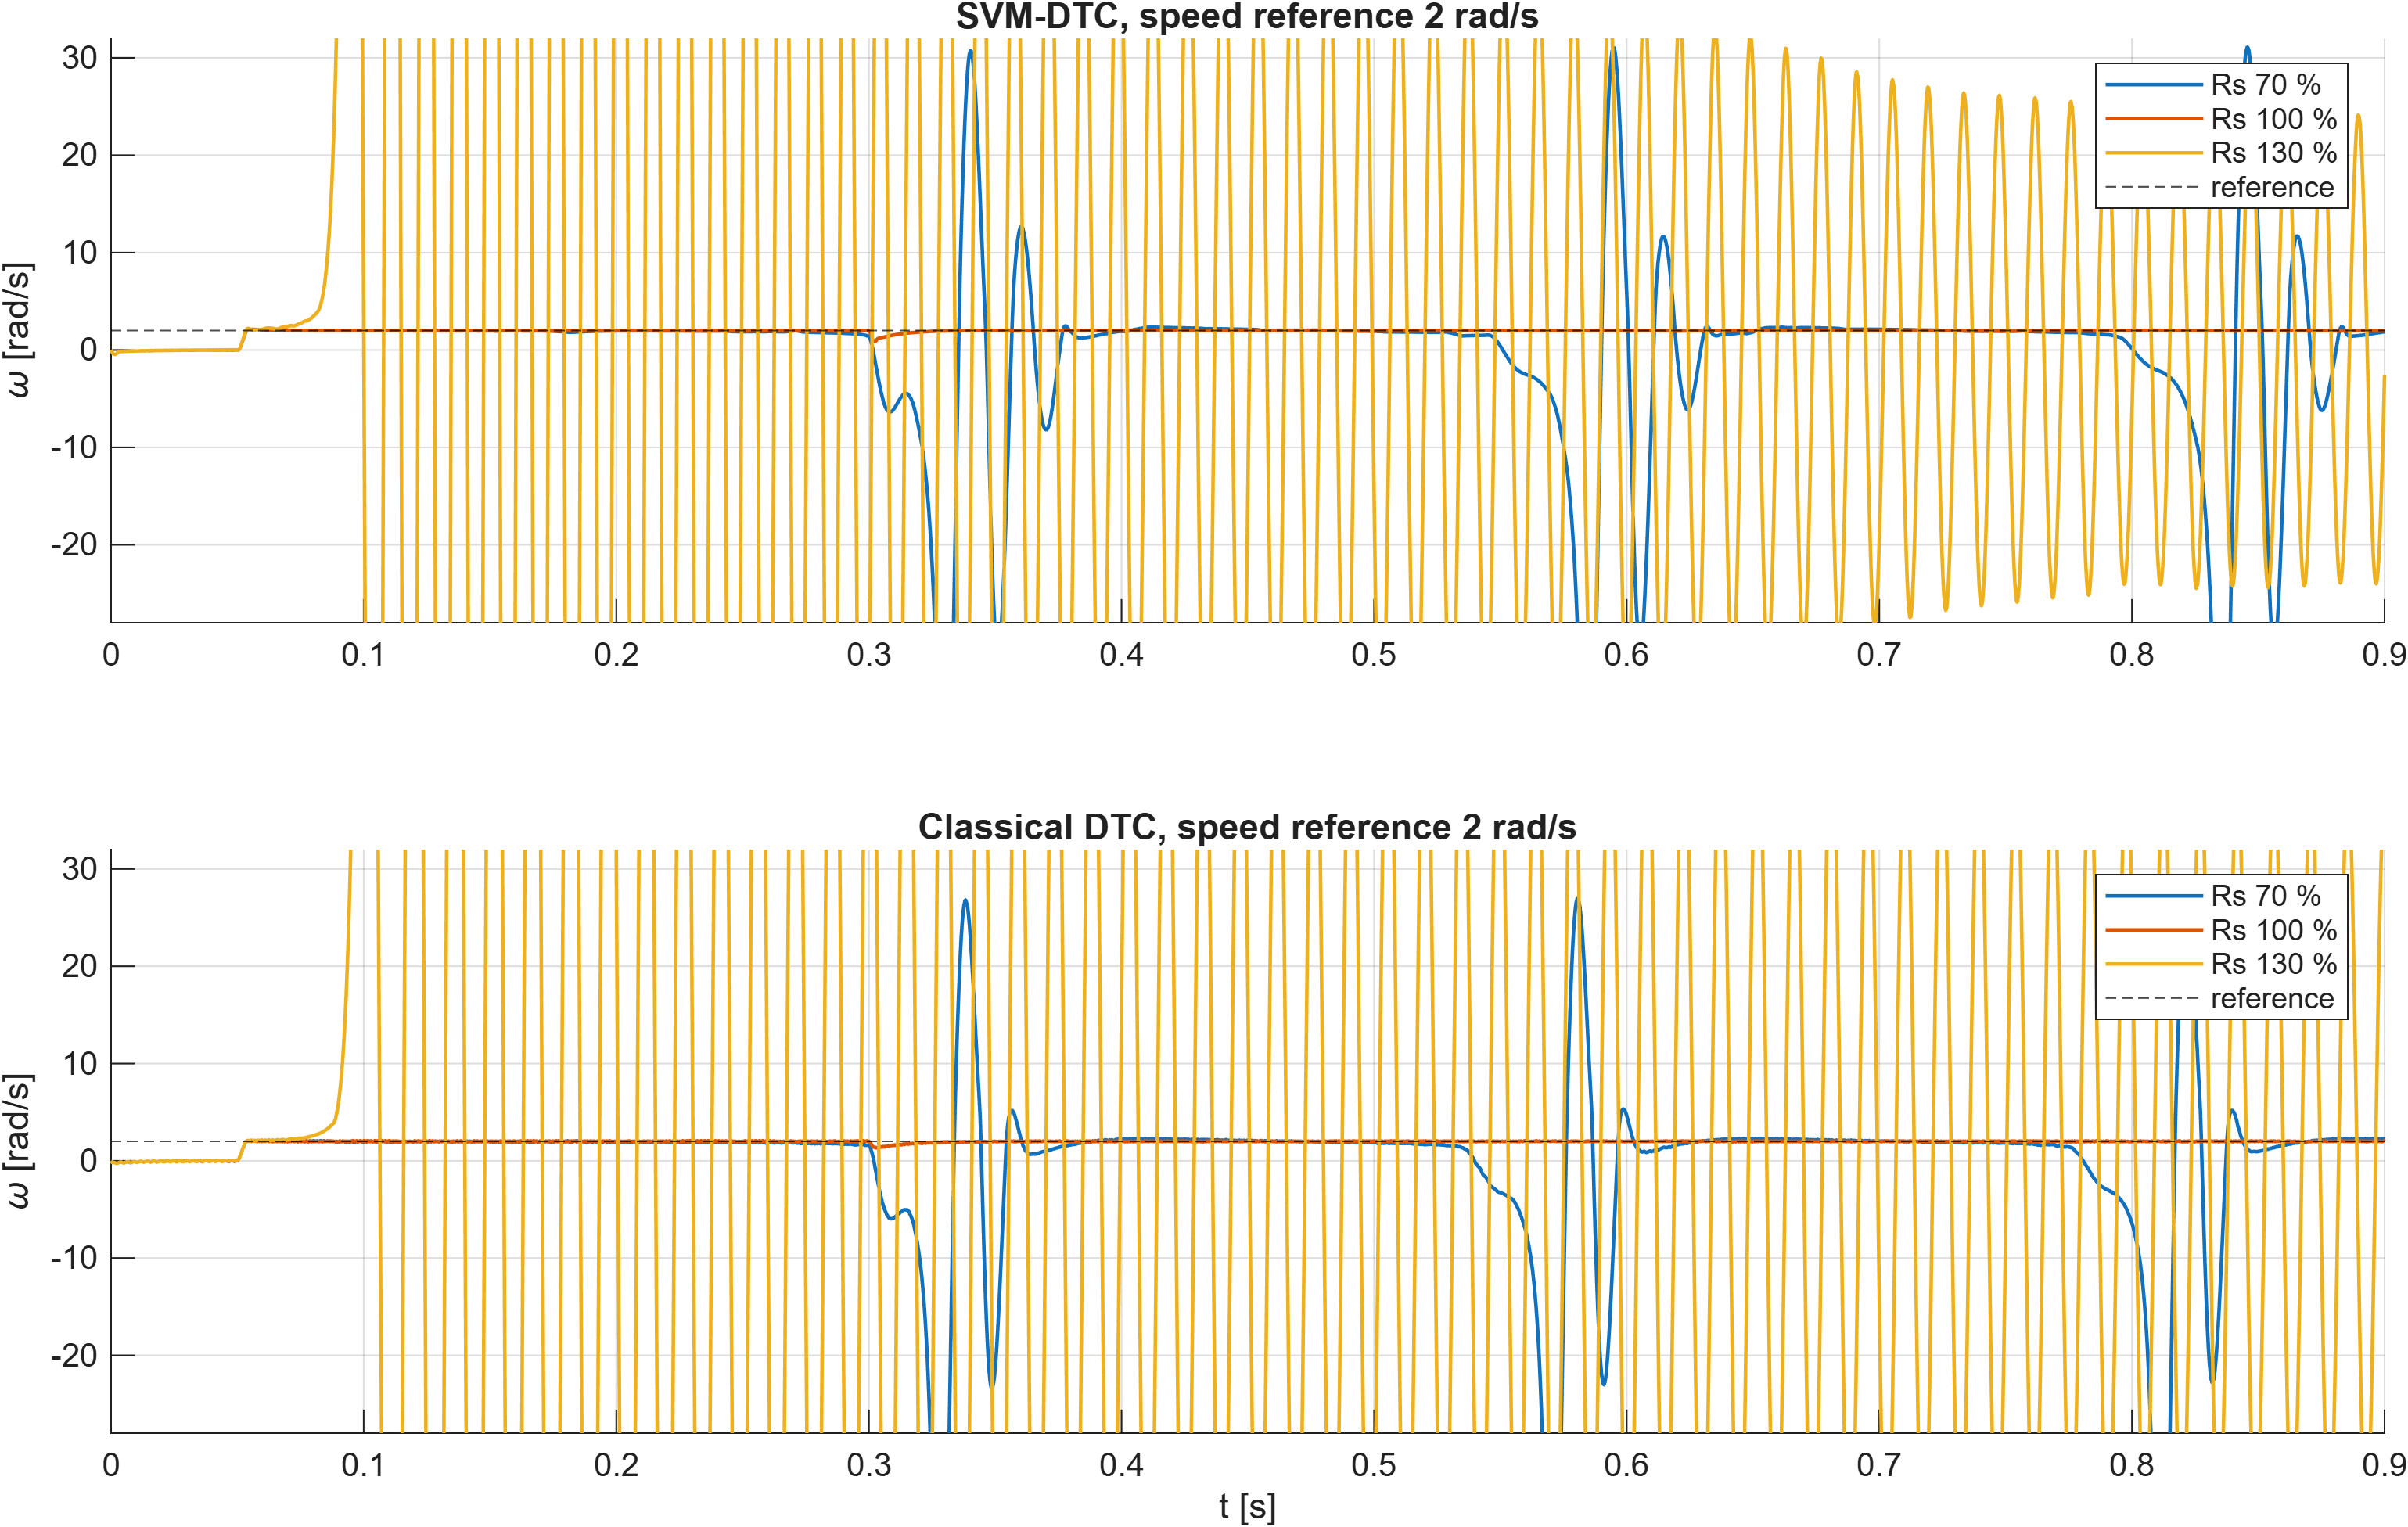 SVM-DTC, speed reference 2 rad/s
30
20
10
0
-10
-20
ω [rad/s]
Rs 70 %
Rs 100 %
Rs 130 %
reference
0 0.1 0.2 0.3 0.4 0.5 0.6 0.7 0.8 0.9
Classical DTC, speed reference 2 rad/s
30
20
10
0
-10
-20
ω [rad/s]
Rs 70 %
Rs 100 %
Rs 130 %
reference
0 0.1 0.2 0.3 0.4 0.5 0.6 0.7 0.8 0.9
t [s]